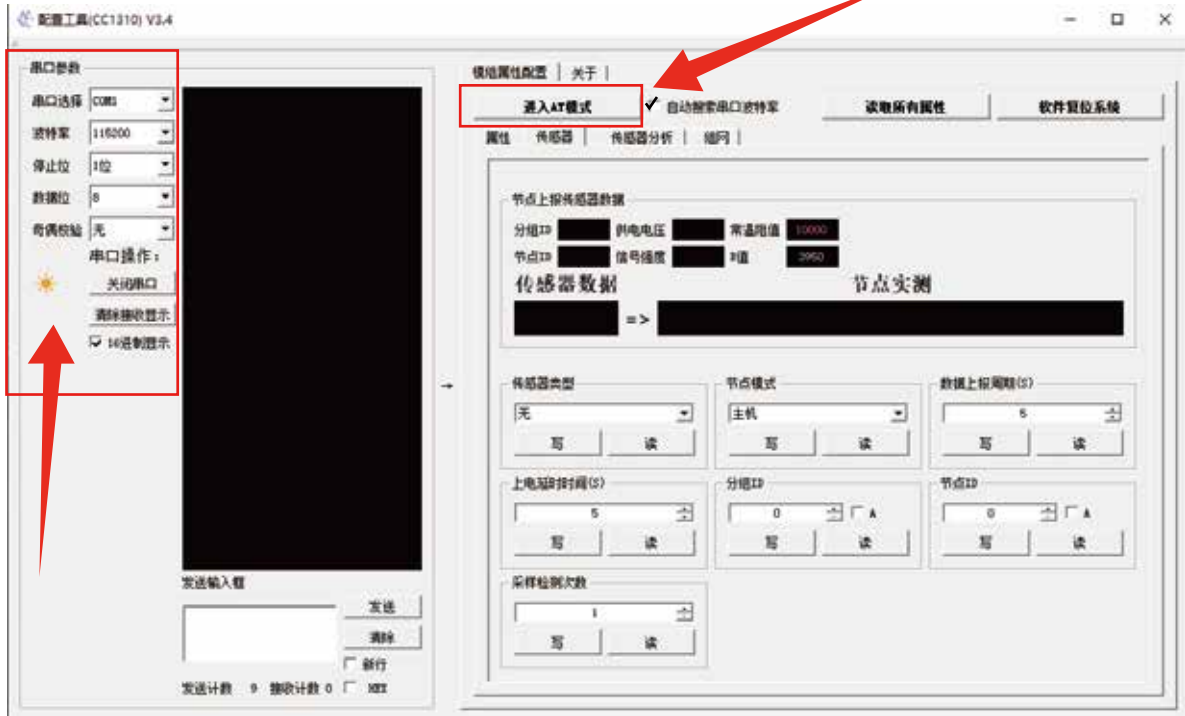 配置工具(CC1310) V3.4
串口参数
串口选择 COM1
波特率 115200
停止位 1位
数据位 8
奇偶校验 无
串口操作：
关闭串口
清除接收显示
16进制显示
发送输入框
发送
清除
新行
发送计数 9 接收计数 0 HEX
模组属性配置 关于
进入AT模式 自动搜索串口波特率 读取所有属性 软件复位系统
属性 传感器 传感器分析 组网
节点上报传感器数据
分组ID 供电电压 常温阻值 10000
节点ID 信号强度 B值 3950
传感器数据 节点实测
=>
传感器类型 节点模式 数据上报周期(S)
无 主机 5
写 读 写 读 写 读
上电延时时间(S) 分组ID 节点ID
5 0 A 0 A
写 读 写 读 写 读
采样检测次数
1
写 读